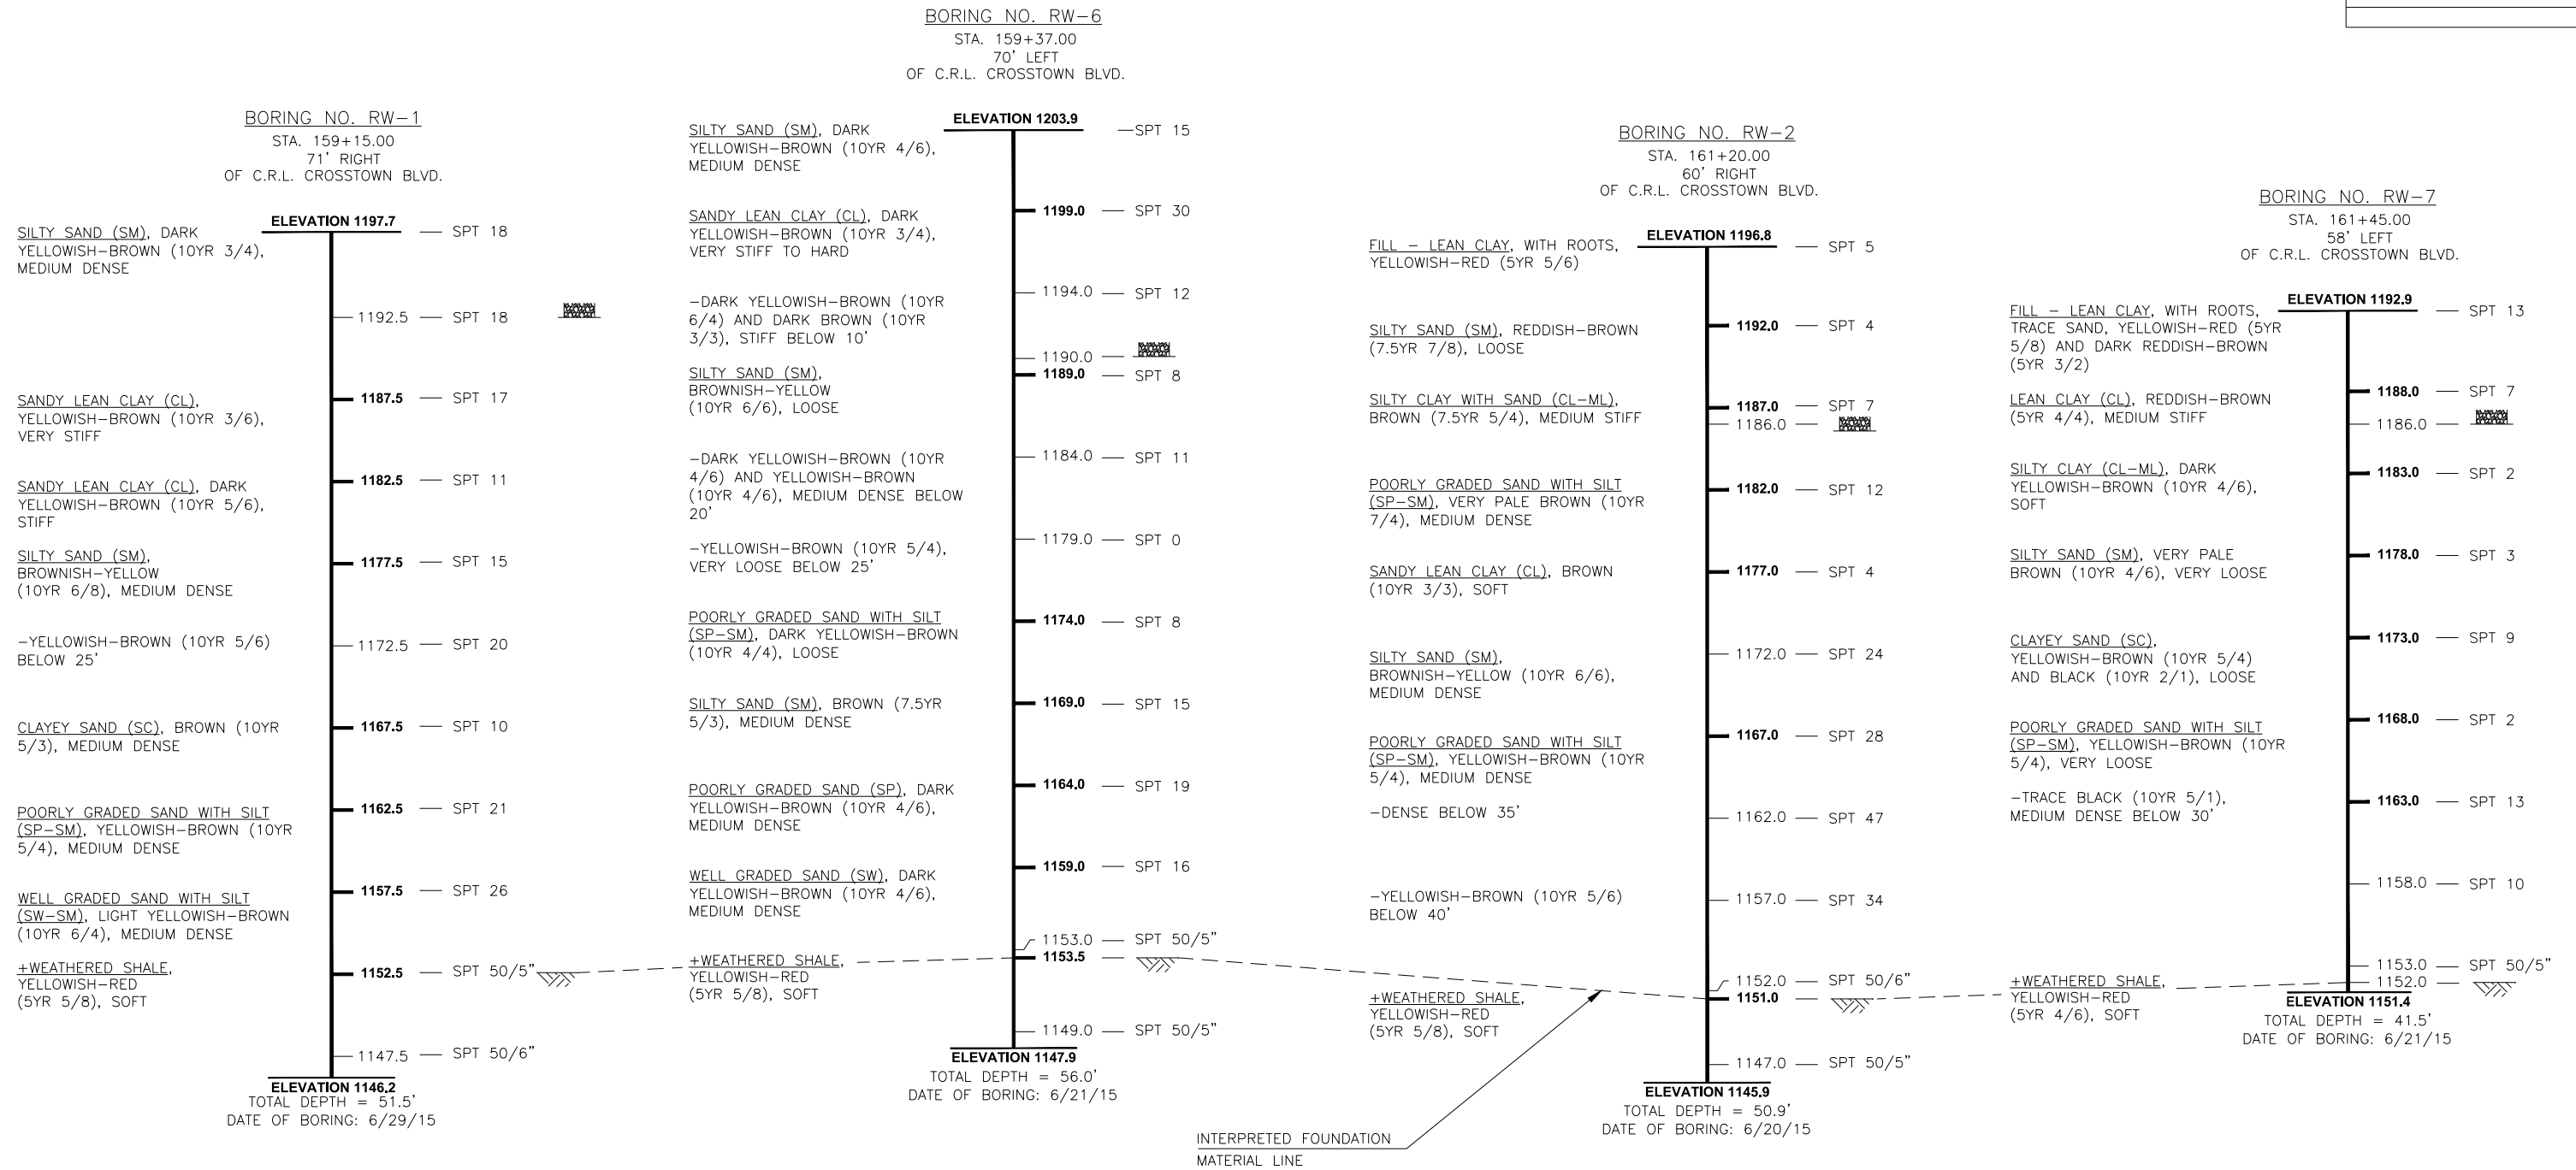 BORING NO. RW-1
STA. 159+15.00
71' RIGHT
OF C.R.L. CROSSTOWN BLVD.
ELEVATION 1197.7
SILTY SAND (SM), DARK
YELLOWISH-BROWN (10YR 3/4),
MEDIUM DENSE
SPT 18
1192.5 SPT 18
SANDY LEAN CLAY (CL),
YELLOWISH-BROWN (10YR 3/6),
VERY STIFF
1187.5 SPT 17
SANDY LEAN CLAY (CL), DARK
YELLOWISH-BROWN (10YR 5/6),
STIFF
1182.5 SPT 11
SILTY SAND (SM),
BROWNISH-YELLOW
(10YR 6/8), MEDIUM DENSE
1177.5 SPT 15
-YELLOWISH-BROWN (10YR 5/6)
BELOW 25'
1172.5 SPT 20
CLAYEY SAND (SC), BROWN (10YR
5/3), MEDIUM DENSE
1167.5 SPT 10
POORLY GRADED SAND WITH SILT
(SP-SM), YELLOWISH-BROWN (10YR
5/4), MEDIUM DENSE
1162.5 SPT 21
WELL GRADED SAND WITH SILT
(SW-SM), LIGHT YELLOWISH-BROWN
(10YR 6/4), MEDIUM DENSE
1157.5 SPT 26
+WEATHERED SHALE,
YELLOWISH-RED
(5YR 5/8), SOFT
1152.5 SPT 50/5"
1147.5 SPT 50/6"
ELEVATION 1146.2
TOTAL DEPTH = 51.5'
DATE OF BORING: 6/29/15
BORING NO. RW-6
STA. 159+37.00
70' LEFT
OF C.R.L. CROSSTOWN BLVD.
ELEVATION 1203.9
SILTY SAND (SM), DARK
YELLOWISH-BROWN (10YR 4/6),
MEDIUM DENSE
SPT 15
SANDY LEAN CLAY (CL), DARK
YELLOWISH-BROWN (10YR 3/4),
VERY STIFF TO HARD
1199.0 SPT 30
-DARK YELLOWISH-BROWN (10YR
6/4) AND DARK BROWN (10YR
3/3), STIFF BELOW 10'
1194.0 SPT 12
1190.0
SILTY SAND (SM),
BROWNISH-YELLOW
(10YR 6/6), LOOSE
1189.0 SPT 8
-DARK YELLOWISH-BROWN (10YR
4/6) AND YELLOWISH-BROWN
(10YR 4/6), MEDIUM DENSE BELOW
20'
1184.0 SPT 11
-YELLOWISH-BROWN (10YR 5/4),
VERY LOOSE BELOW 25'
1179.0 SPT 0
POORLY GRADED SAND WITH SILT
(SP-SM), DARK YELLOWISH-BROWN
(10YR 4/4), LOOSE
1174.0 SPT 8
SILTY SAND (SM), BROWN (7.5YR
5/3), MEDIUM DENSE
1169.0 SPT 15
POORLY GRADED SAND (SP), DARK
YELLOWISH-BROWN (10YR 4/6),
MEDIUM DENSE
1164.0 SPT 19
WELL GRADED SAND (SW), DARK
YELLOWISH-BROWN (10YR 4/6),
MEDIUM DENSE
1159.0 SPT 16
1153.0 SPT 50/5"
+WEATHERED SHALE,
YELLOWISH-RED
(5YR 5/8), SOFT
1153.5
1149.0 SPT 50/5"
ELEVATION 1147.9
TOTAL DEPTH = 56.0'
DATE OF BORING: 6/21/15
BORING NO. RW-2
STA. 161+20.00
60' RIGHT
OF C.R.L. CROSSTOWN BLVD.
ELEVATION 1196.8
FILL - LEAN CLAY, WITH ROOTS,
YELLOWISH-RED (5YR 5/6)
SPT 5
SILTY SAND (SM), REDDISH-BROWN
(7.5YR 7/8), LOOSE
1192.0 SPT 4
SILTY CLAY WITH SAND (CL-ML),
BROWN (7.5YR 5/4), MEDIUM STIFF
1187.0 SPT 7
1186.0
POORLY GRADED SAND WITH SILT
(SP-SM), VERY PALE BROWN (10YR
7/4), MEDIUM DENSE
1182.0 SPT 12
SANDY LEAN CLAY (CL), BROWN
(10YR 3/3), SOFT
1177.0 SPT 4
SILTY SAND (SM),
BROWNISH-YELLOW (10YR 6/6),
MEDIUM DENSE
1172.0 SPT 24
POORLY GRADED SAND WITH SILT
(SP-SM), YELLOWISH-BROWN (10YR
5/4), MEDIUM DENSE
1167.0 SPT 28
-DENSE BELOW 35'
1162.0 SPT 47
-YELLOWISH-BROWN (10YR 5/6)
BELOW 40'
1157.0 SPT 34
1152.0 SPT 50/6"
+WEATHERED SHALE,
YELLOWISH-RED
(5YR 5/8), SOFT
1151.0
1147.0 SPT 50/5"
ELEVATION 1145.9
TOTAL DEPTH = 50.9'
DATE OF BORING: 6/20/15
INTERPRETED FOUNDATION
MATERIAL LINE
BORING NO. RW-7
STA. 161+45.00
58' LEFT
OF C.R.L. CROSSTOWN BLVD.
ELEVATION 1192.9
FILL - LEAN CLAY, WITH ROOTS,
TRACE SAND, YELLOWISH-RED (5YR
5/8) AND DARK REDDISH-BROWN
(5YR 3/2)
SPT 13
LEAN CLAY (CL), REDDISH-BROWN
(5YR 4/4), MEDIUM STIFF
1188.0 SPT 7
1186.0
SILTY CLAY (CL-ML), DARK
YELLOWISH-BROWN (10YR 4/6),
SOFT
1183.0 SPT 2
SILTY SAND (SM), VERY PALE
BROWN (10YR 4/6), VERY LOOSE
1178.0 SPT 3
CLAYEY SAND (SC),
YELLOWISH-BROWN (10YR 5/4)
AND BLACK (10YR 2/1), LOOSE
1173.0 SPT 9
POORLY GRADED SAND WITH SILT
(SP-SM), YELLOWISH-BROWN (10YR
5/4), VERY LOOSE
1168.0 SPT 2
-TRACE BLACK (10YR 5/1),
MEDIUM DENSE BELOW 30'
1163.0 SPT 13
1158.0 SPT 10
1153.0 SPT 50/5"
+WEATHERED SHALE,
YELLOWISH-RED
(5YR 4/6), SOFT
1152.0
ELEVATION 1151.4
TOTAL DEPTH = 41.5'
DATE OF BORING: 6/21/15